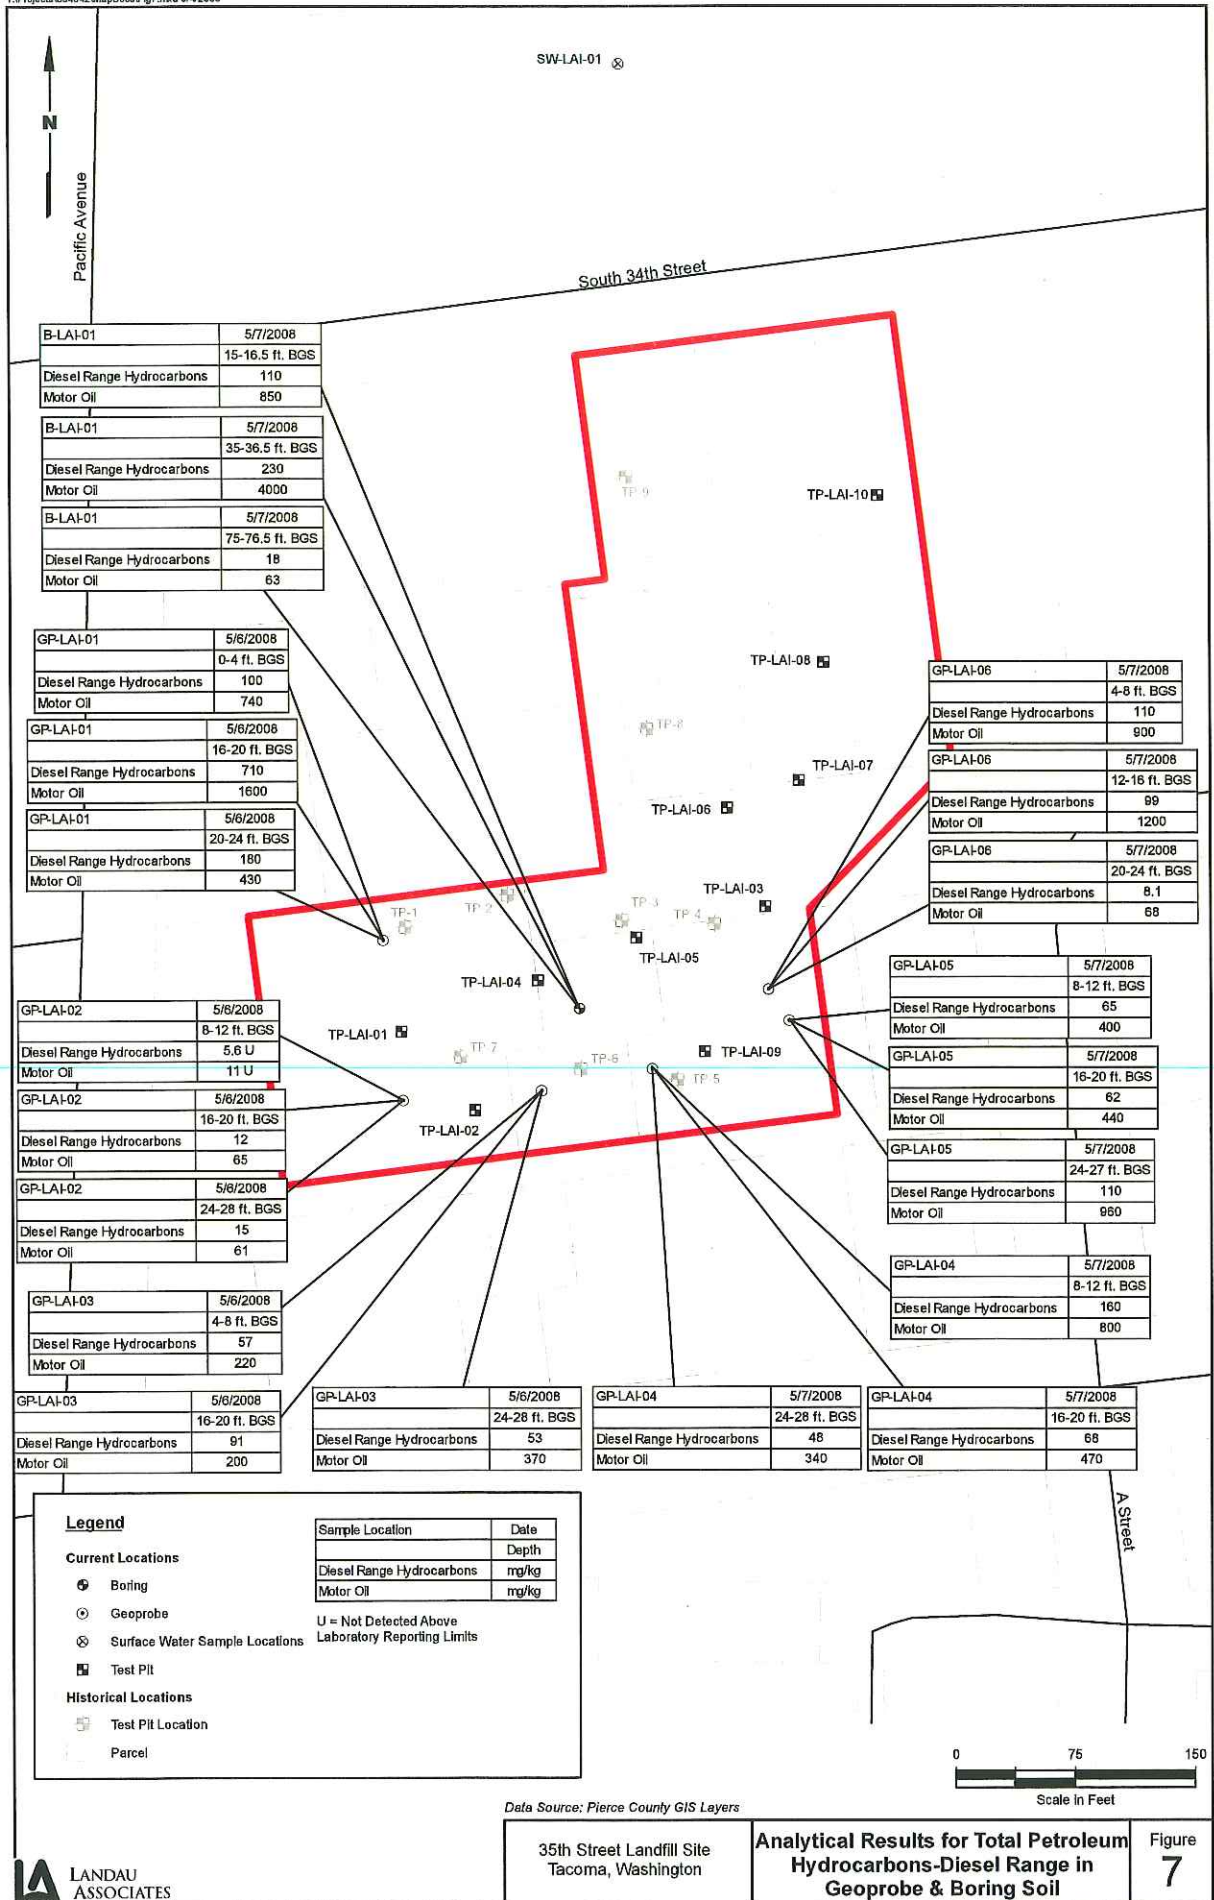 SW-LAI-01
N
Pacific Avenue
South 34th Street
B-LAI-01 5/7/2008
15-16.5 ft. BGS
Diesel Range Hydrocarbons 110
Motor Oil 850
B-LAI-01 5/7/2008
35-36.5 ft. BGS
Diesel Range Hydrocarbons 230
Motor Oil 4000
B-LAI-01 5/7/2008
75-76.5 ft. BGS
Diesel Range Hydrocarbons 18
Motor Oil 63
GP-LAI-01 5/6/2008
0-4 ft. BGS
Diesel Range Hydrocarbons 100
Motor Oil 740
GP-LAI-01 5/6/2008
16-20 ft. BGS
Diesel Range Hydrocarbons 710
Motor Oil 1600
GP-LAI-01 5/6/2008
20-24 ft. BGS
Diesel Range Hydrocarbons 180
Motor Oil 430
TP-9
TP-LAI-10
TP-LAI-08
TP-8
TP-LAI-07
TP-LAI-06
TP-LAI-03
TP-1
TP-2
TP-3
TP-4
TP-LAI-05
TP-LAI-04
TP-LAI-01
TP-7
TP-6
TP-LAI-09
TP-5
TP-LAI-02
GP-LAI-06 5/7/2008
4-8 ft. BGS
Diesel Range Hydrocarbons 110
Motor Oil 900
GP-LAI-06 5/7/2008
12-16 ft. BGS
Diesel Range Hydrocarbons 99
Motor Oil 1200
GP-LAI-06 5/7/2008
20-24 ft. BGS
Diesel Range Hydrocarbons 8.1
Motor Oil 68
GP-LAI-05 5/7/2008
8-12 ft. BGS
Diesel Range Hydrocarbons 65
Motor Oil 400
GP-LAI-05 5/7/2008
16-20 ft. BGS
Diesel Range Hydrocarbons 62
Motor Oil 440
GP-LAI-05 5/7/2008
24-27 ft. BGS
Diesel Range Hydrocarbons 110
Motor Oil 960
GP-LAI-02 5/6/2008
8-12 ft. BGS
Diesel Range Hydrocarbons 5.6 U
Motor Oil 11 U
GP-LAI-02 5/6/2008
16-20 ft. BGS
Diesel Range Hydrocarbons 12
Motor Oil 65
GP-LAI-02 5/6/2008
24-28 ft. BGS
Diesel Range Hydrocarbons 15
Motor Oil 61
GP-LAI-03 5/6/2008
4-8 ft. BGS
Diesel Range Hydrocarbons 57
Motor Oil 220
GP-LAI-04 5/7/2008
8-12 ft. BGS
Diesel Range Hydrocarbons 160
Motor Oil 800
GP-LAI-03 5/6/2008
16-20 ft. BGS
Diesel Range Hydrocarbons 91
Motor Oil 200
GP-LAI-03 5/6/2008
24-28 ft. BGS
Diesel Range Hydrocarbons 53
Motor Oil 370
GP-LAI-04 5/7/2008
24-28 ft. BGS
Diesel Range Hydrocarbons 48
Motor Oil 340
GP-LAI-04 5/7/2008
16-20 ft. BGS
Diesel Range Hydrocarbons 68
Motor Oil 470
A Street
Legend
Current Locations
Boring
Geoprobe
Surface Water Sample Locations
Test Pit
Historical Locations
Test Pit Location
Parcel
Sample Location Date
Depth
Diesel Range Hydrocarbons mg/kg
Motor Oil mg/kg
U = Not Detected Above
Laboratory Reporting Limits
0 75 150
Scale in Feet
Data Source: Pierce County GIS Layers
LANDAU
ASSOCIATES
35th Street Landfill Site
Tacoma, Washington
Analytical Results for Total Petroleum
Hydrocarbons-Diesel Range in
Geoprobe & Boring Soil
Figure
7